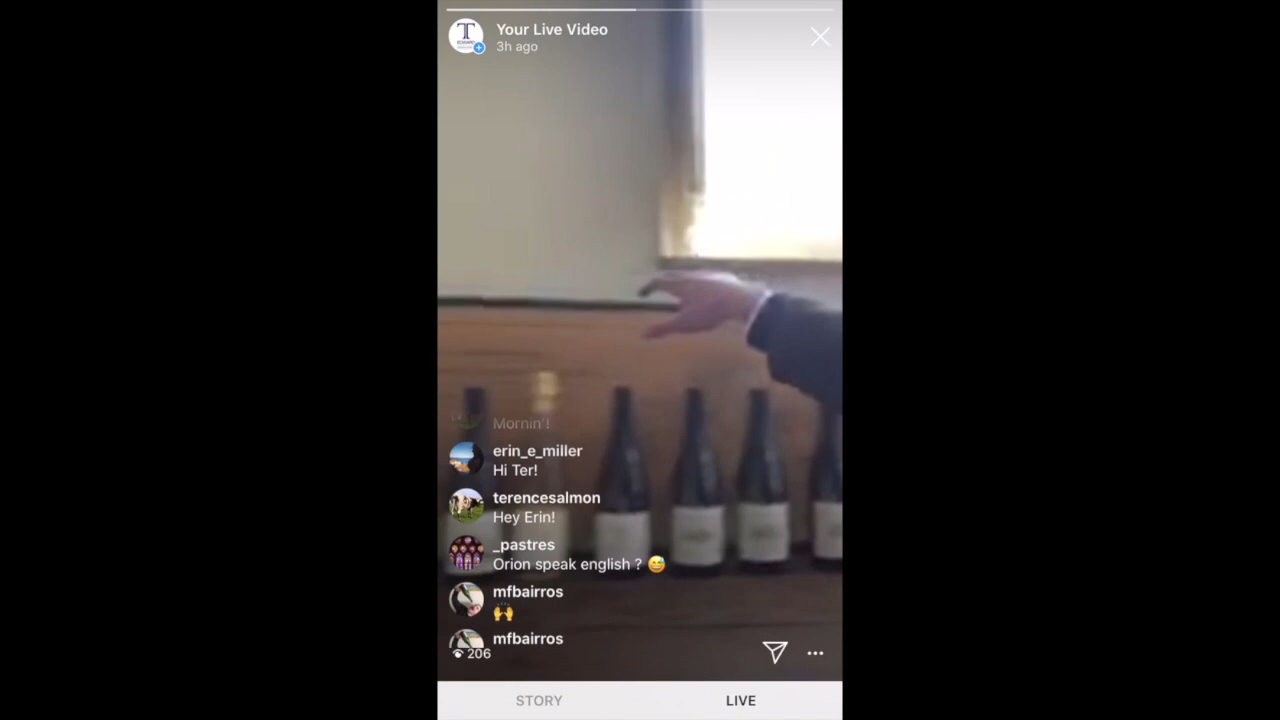 T
Your Live Video
3h ago
Mornin'!
erin_e_miller
Hi Ter!
terencesalmon
Hey Erin!
_pastres
Orion speak english ? 😅
mfbairros
🙌
mfbairros
206
STORY
LIVE